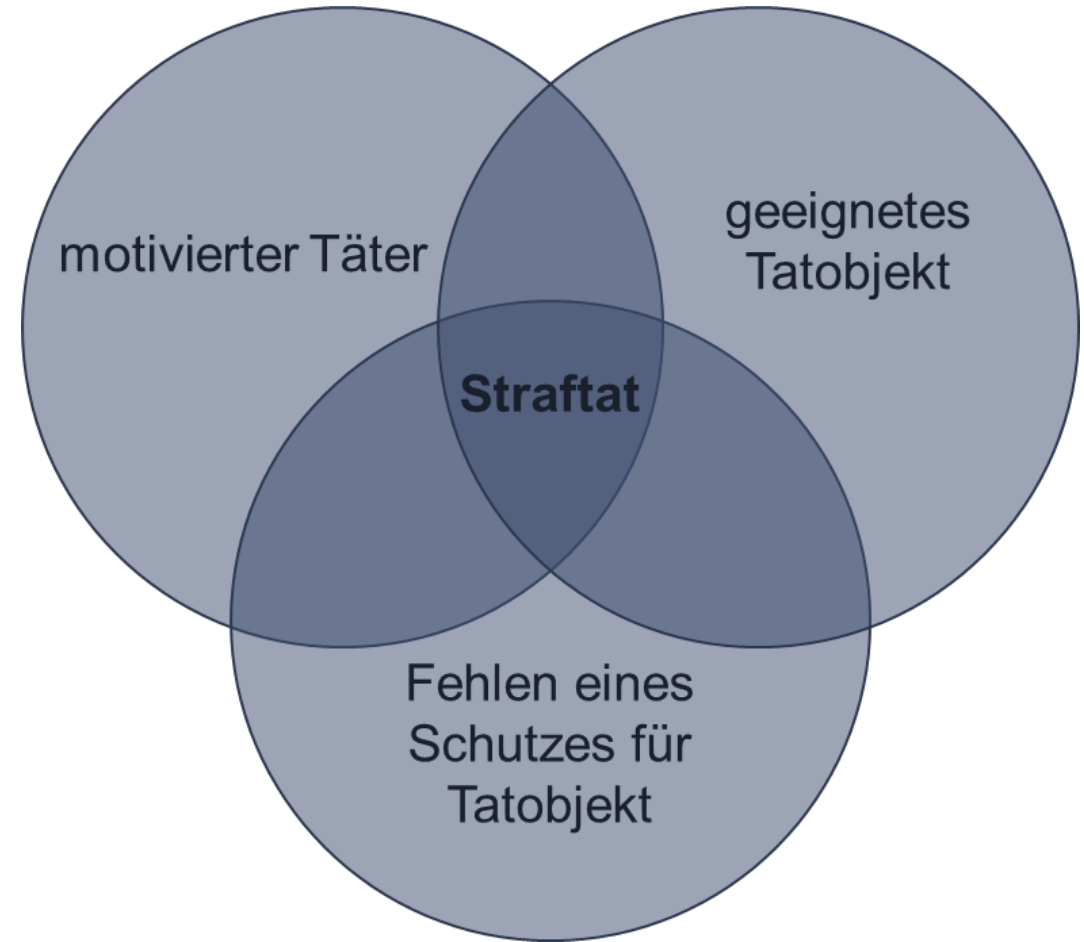 motivierter Täter
geeignetes
Tatobjekt
Straftat
Fehlen eines
Schutzes für
Tatobjekt